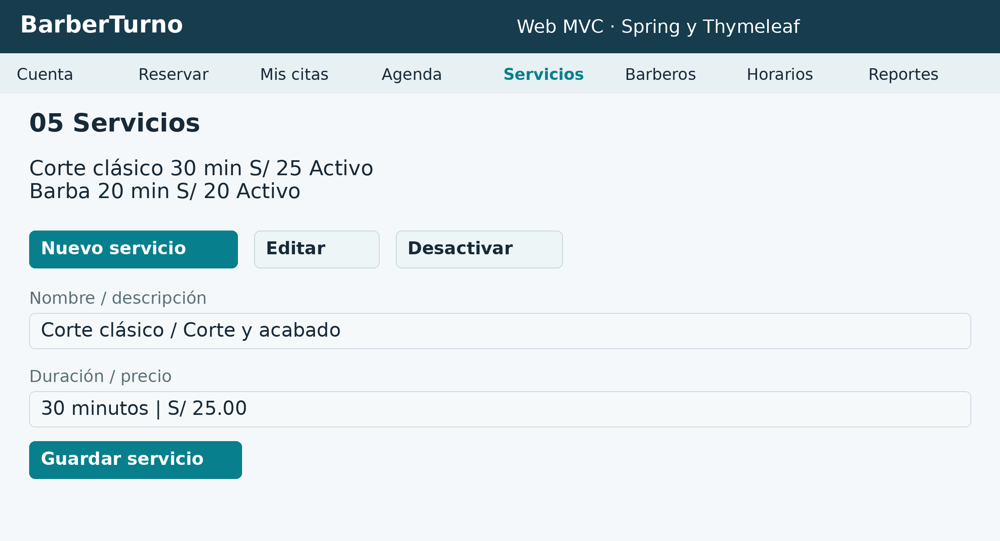 BarberTurno
Web MVC · Spring y Thymeleaf
Cuenta Reservar Mis citas Agenda Servicios Barberos Horarios Reportes
05 Servicios
Corte clásico 30 min S/ 25 Activo
Barba 20 min S/ 20 Activo
Nuevo servicio Editar Desactivar
Nombre / descripción
Corte clásico / Corte y acabado
Duración / precio
30 minutos | S/ 25.00
Guardar servicio